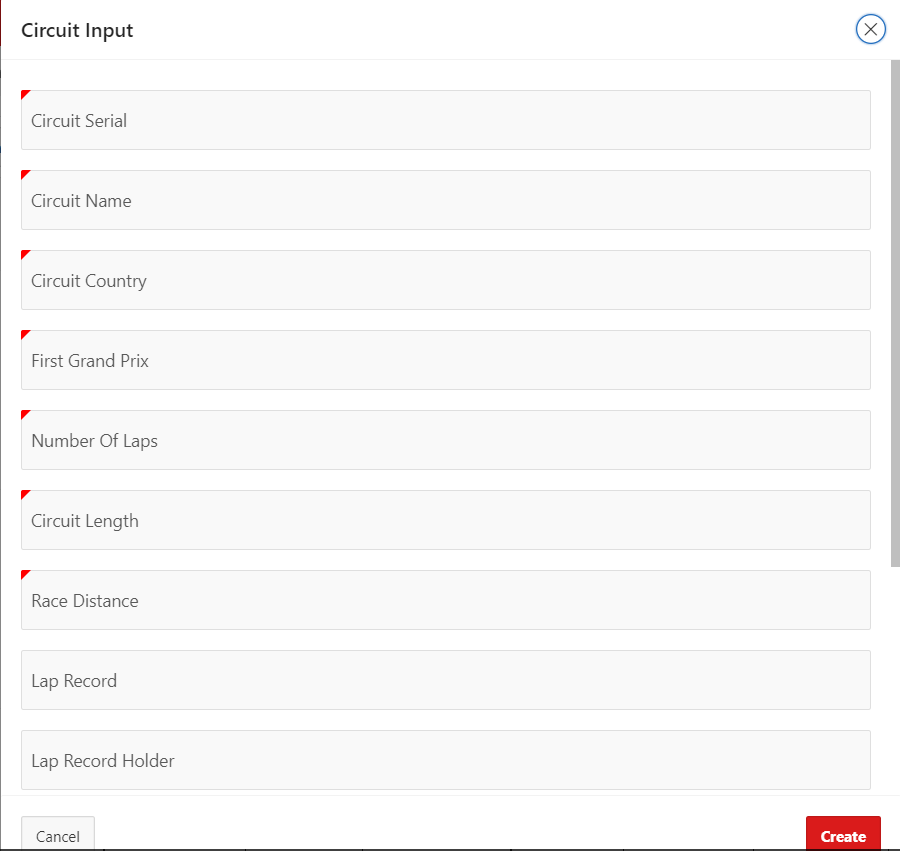 Circuit Input
Circuit Serial
Circuit Name
Circuit Country
First Grand Prix
Number Of Laps
Circuit Length
Race Distance
Lap Record
Lap Record Holder
Cancel
Create